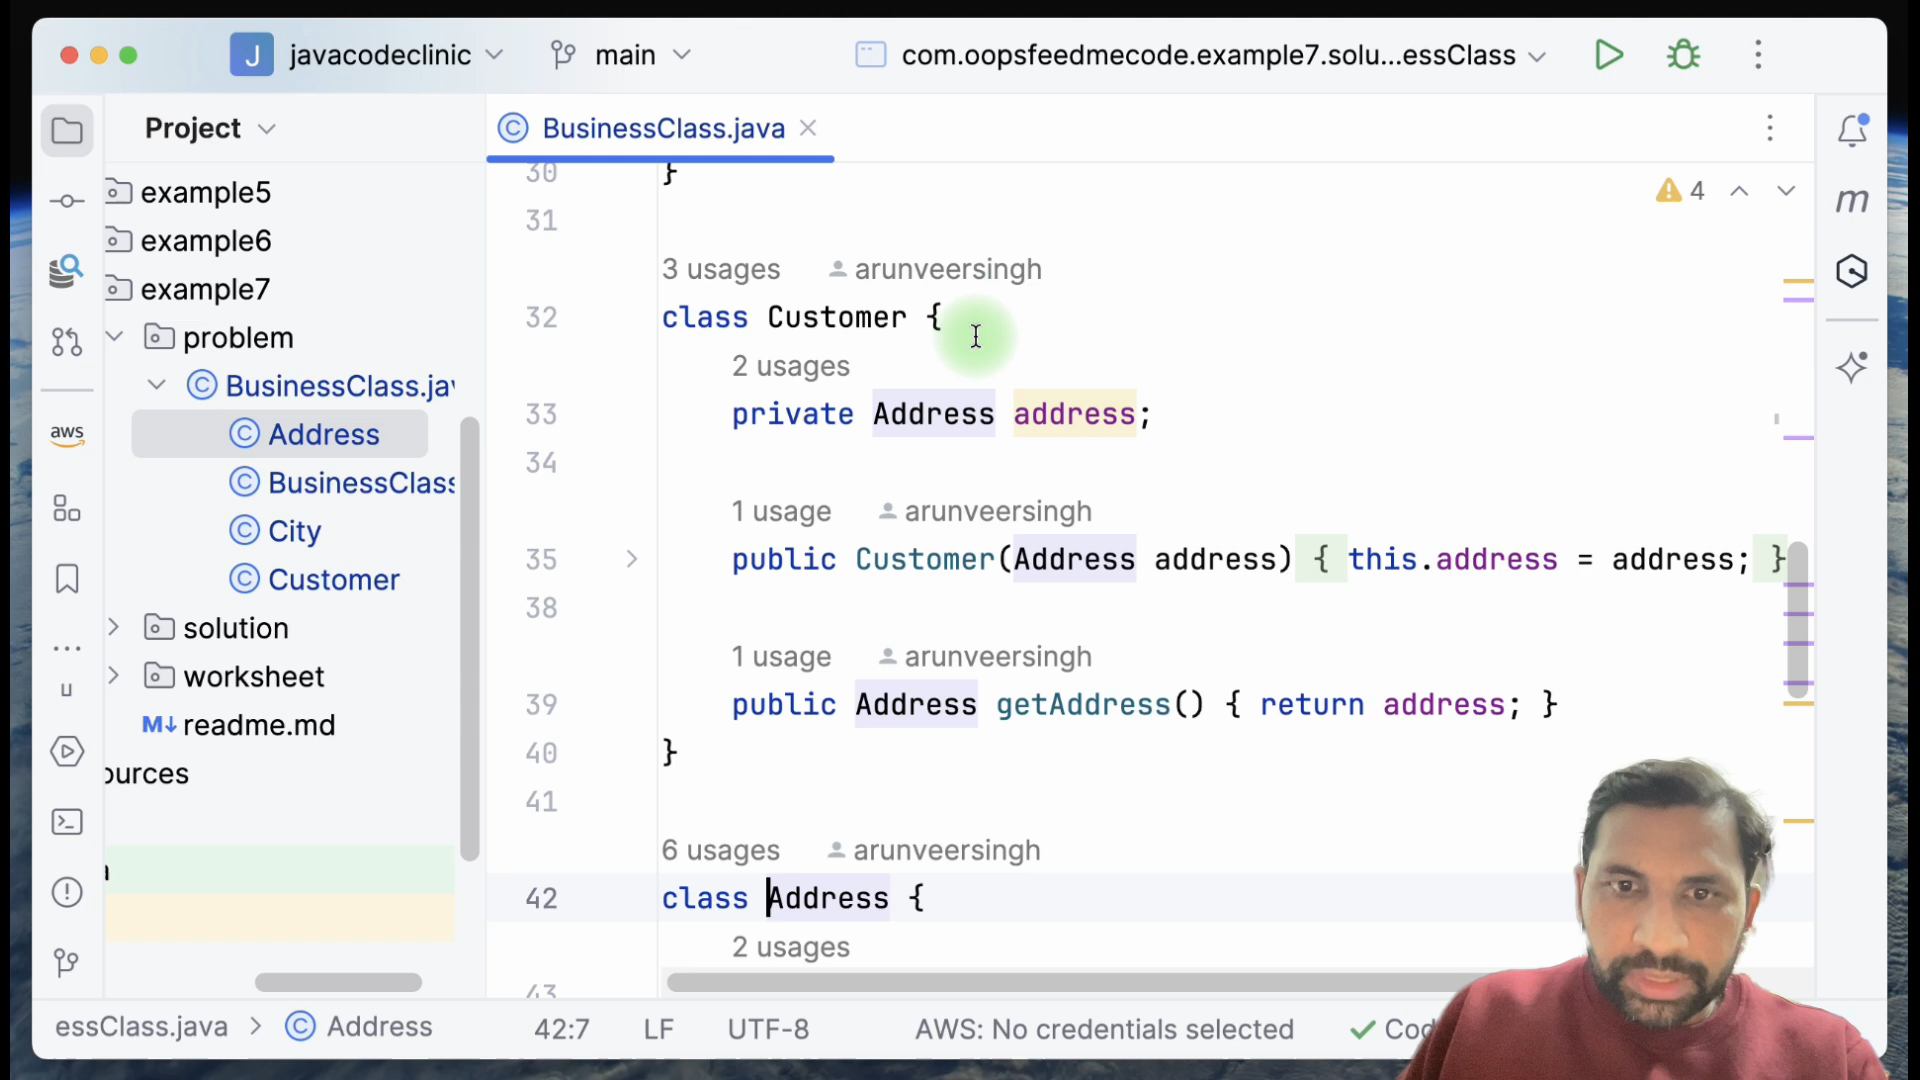 J javacodeclinic main com.oopsfeedmecode.example7.solu...essClass
Project BusinessClass.java
example5
example6
example7
problem
BusinessClass.jav
Address
BusinessClass
City
Customer
solution
worksheet
M↓ readme.md
ources
aws
u
m
4
30 }
31
3 usages arunveersingh
32 class Customer {
2 usages
33 private Address address;
34
1 usage arunveersingh
35 public Customer(Address address) { this.address = address; }
38
1 usage arunveersingh
39 public Address getAddress() { return address; }
40 }
41
6 usages arunveersingh
42 class Address {
2 usages
43
essClass.java > Address 42:7 LF UTF-8 AWS: No credentials selected